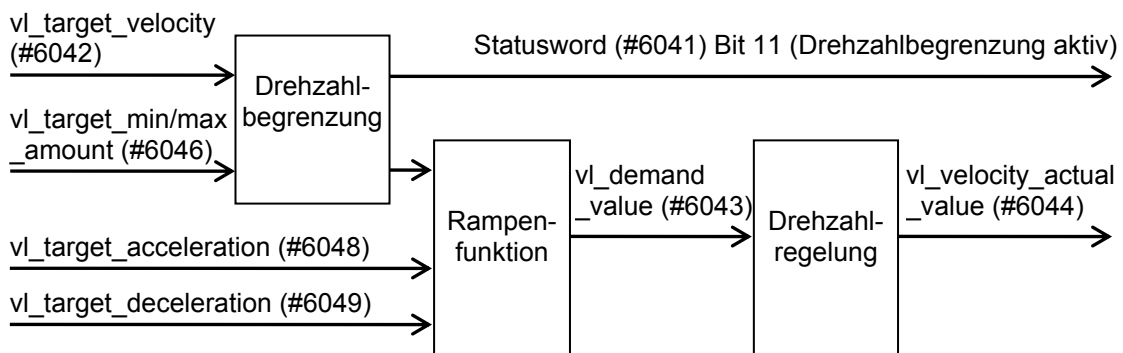 vl_target_velocity
(#6042)
Statusword (#6041) Bit 11 (Drehzahlbegrenzung aktiv)
Drehzahl-
begrenzung
vl_target_min/max
_amount (#6046)
vl_demand
_value (#6043)
vl_velocity_actual
_value (#6044)
Rampen-
funktion
Drehzahl-
regelung
vl_target_acceleration (#6048)
vl_target_deceleration (#6049)